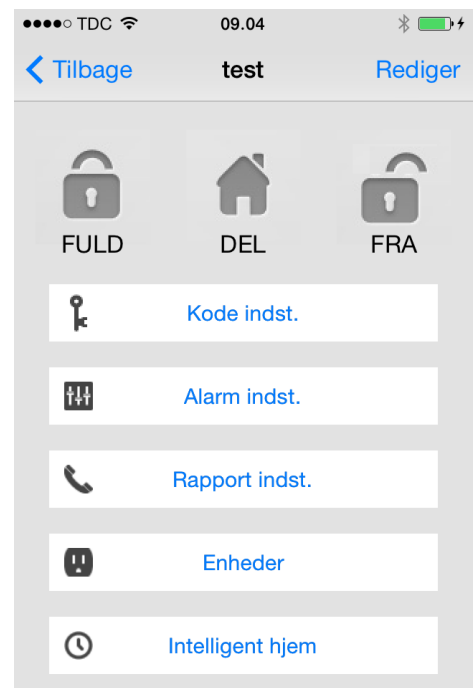 TDC 09.04
Tilbage test Rediger
FULD DEL FRA
Kode indst.
Alarm indst.
Rapport indst.
Enheder
Intelligent hjem